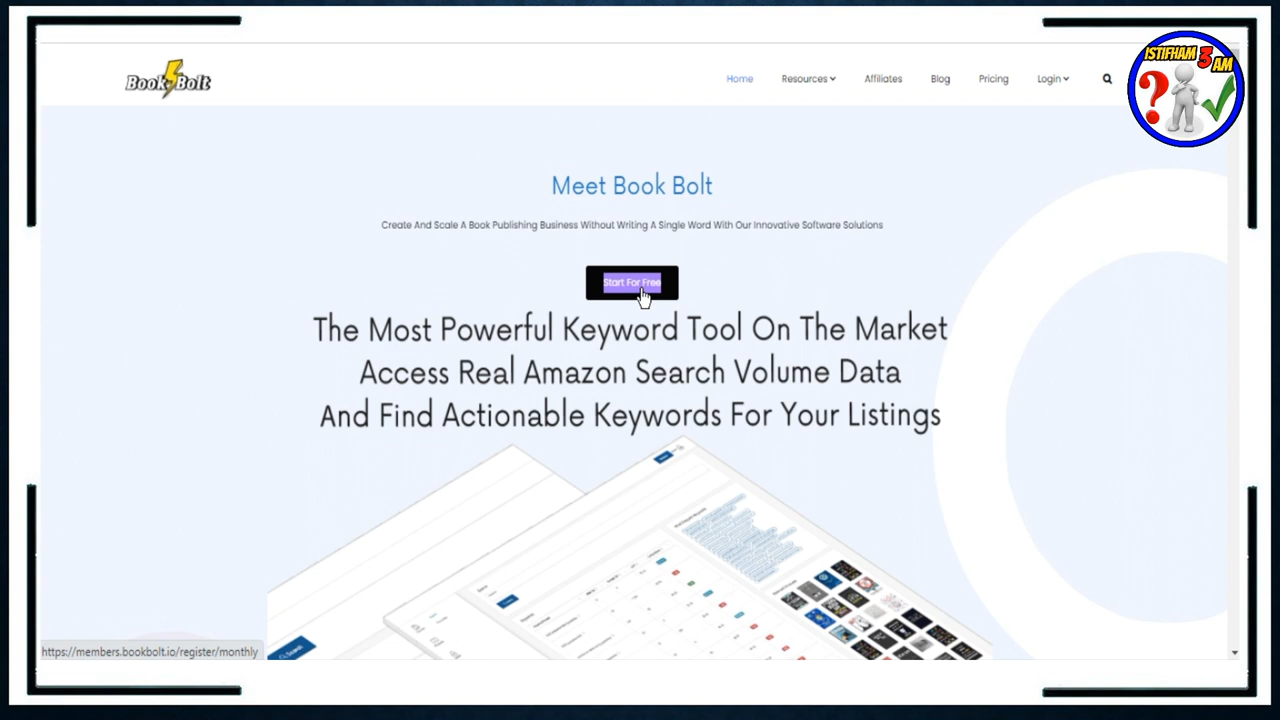 Book Bolt
Home
Resources
Affiliates
Blog
Pricing
Login
ISTIFHAM 3 AM
Meet Book Bolt
Create And Scale A Book Publishing Business Without Writing A Single Word With Our Innovative Software Solutions
Start For Free
The Most Powerful Keyword Tool On The Market
Access Real Amazon Search Volume Data
And Find Actionable Keywords For Your Listings
Search
https://members.bookbolt.io/register/monthly